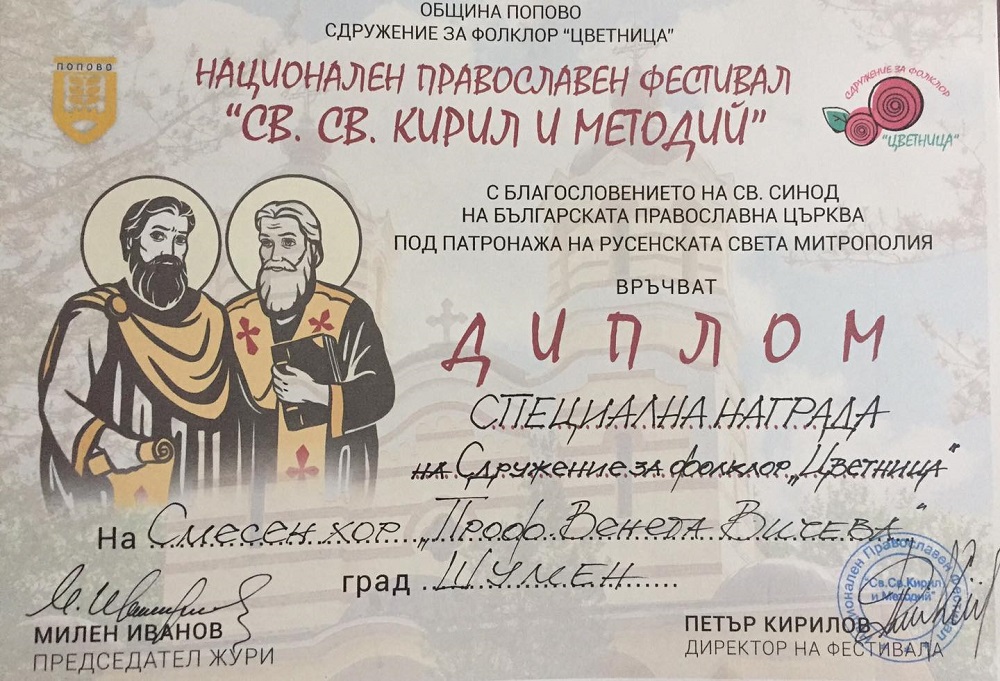 ОБЩИНА ПОПОВО
СДРУЖЕНИЕ ЗА ФОЛКЛОР "ЦВЕТНИЦА"
ПОПОВО
НАЦИОНАЛЕН ПРАВОСЛАВЕН ФЕСТИВАЛ
"СВ. СВ. КИРИЛ И МЕТОДИЙ"
СДРУЖЕНИЕ ЗА ФОЛКЛОР
"ЦВЕТНИЦА"
С БЛАГОСЛОВЕНИЕТО НА СВ. СИНОД
НА БЪЛГАРСКАТА ПРАВОСЛАВНА ЦЪРКВА
ПОД ПАТРОНАЖА НА РУСЕНСКАТА СВЕТА МИТРОПОЛИЯ
ВРЪЧВАТ
ДИПЛОМ
СПЕЦИАЛНА НАГРАДА
на Сдружение за фолклор „Цветница"
На Смесен хор „Проф. Венета Вичева"
град Шумен
МИЛЕН ИВАНОВ
ПРЕДСЕДАТЕЛ ЖУРИ
ПЕТЪР КИРИЛОВ
ДИРЕКТОР НА ФЕСТИВАЛА
Православен фестивал
"Св.Св.Кирил
и Методий"